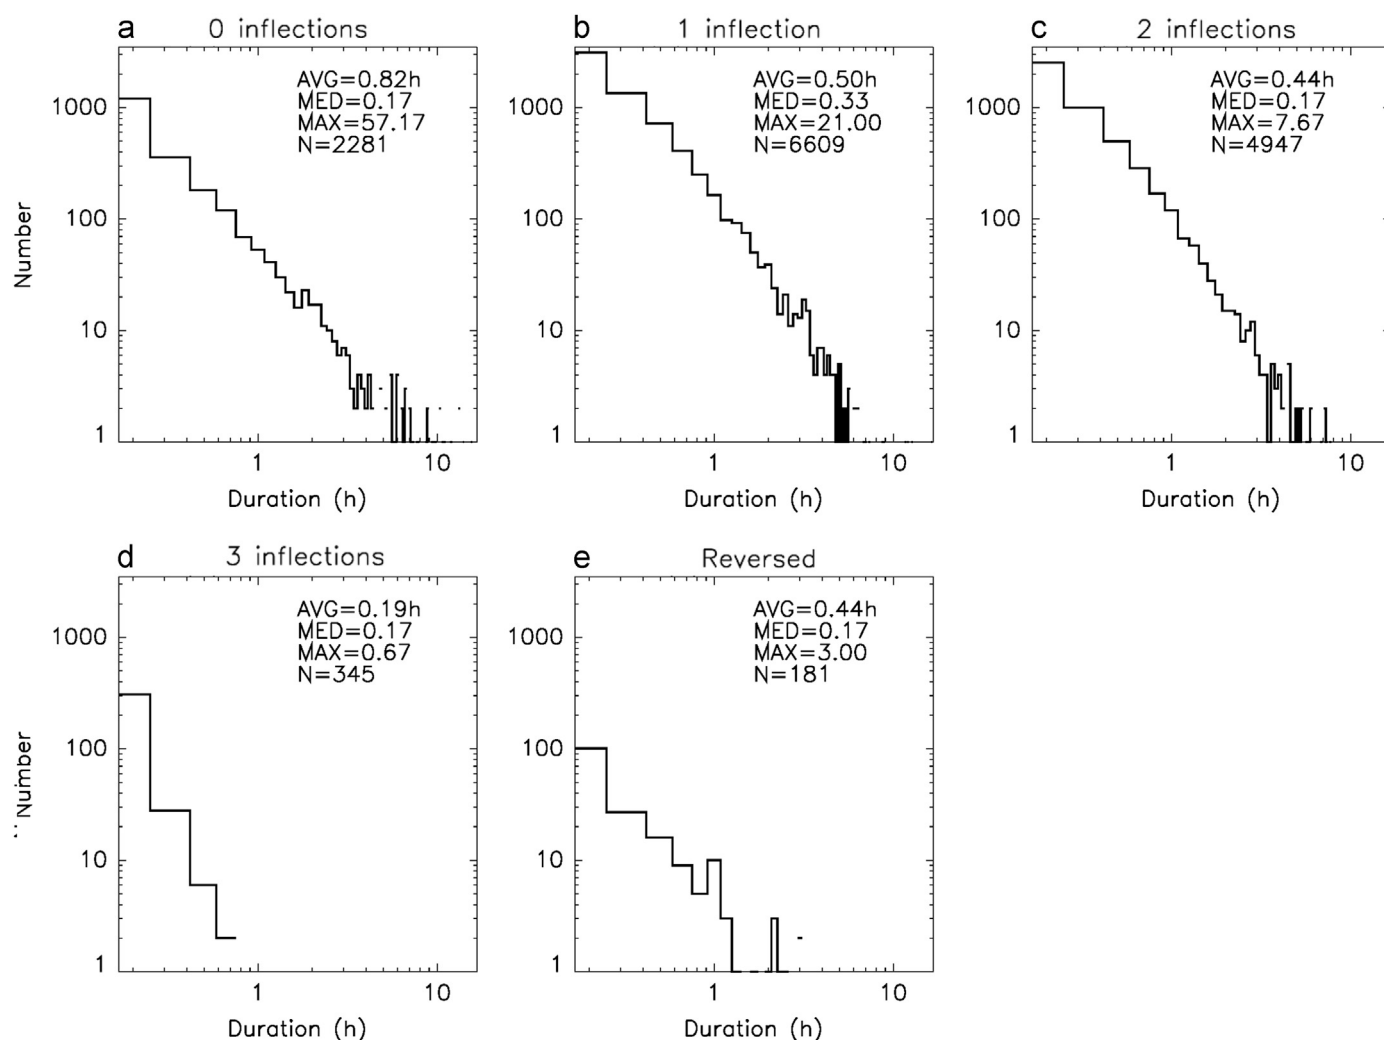 a 0 inflections
AVG=0.82h
MED=0.17
MAX=57.17
N=2281
1000
100
10
1
Number
1 10
Duration (h)
b 1 inflection
AVG=0.50h
MED=0.33
MAX=21.00
N=6609
1000
100
10
1
1 10
Duration (h)
c 2 inflections
AVG=0.44h
MED=0.17
MAX=7.67
N=4947
1000
100
10
1
1 10
Duration (h)
d 3 inflections
AVG=0.19h
MED=0.17
MAX=0.67
N=345
1000
100
10
1
Number
1 10
Duration (h)
e Reversed
AVG=0.44h
MED=0.17
MAX=3.00
N=181
1000
100
10
1
1 10
Duration (h)